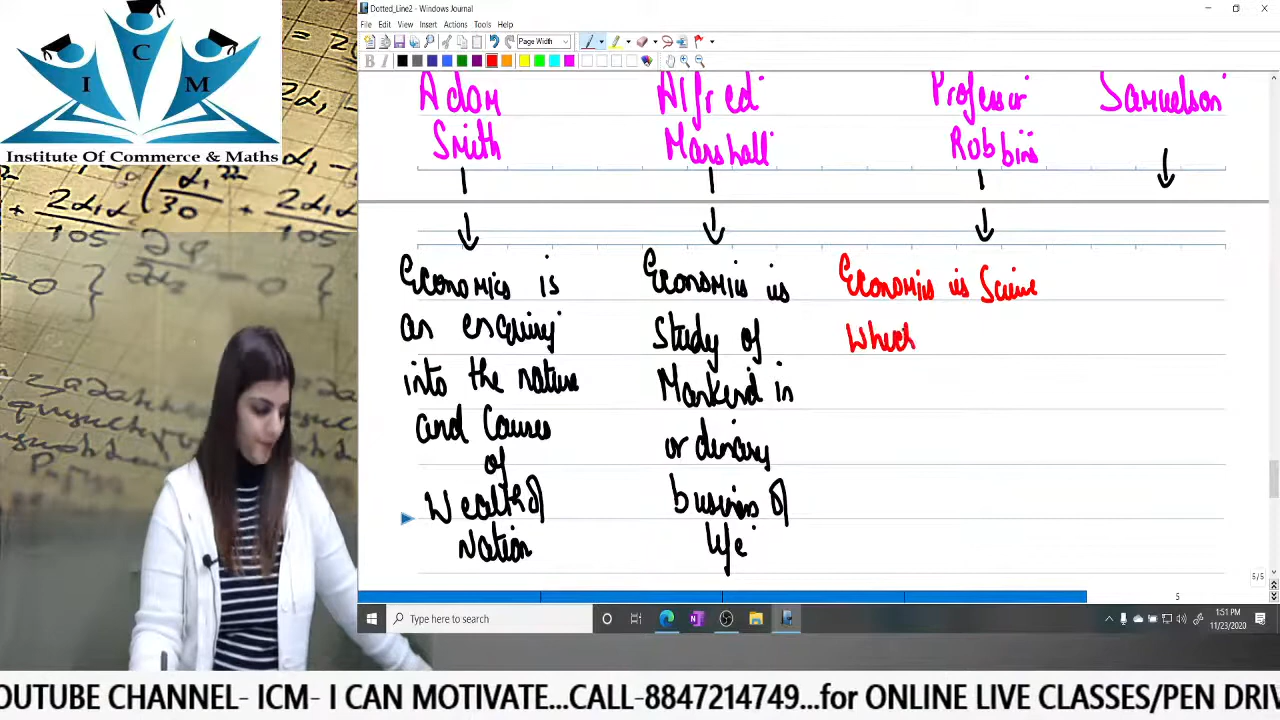 I
C
M
Institute Of Commerce & Maths
Dotted_Line2 - Windows Journal
File Edit View Insert Actions Tools Help
Page Width
Adam
Smith
Alfred
Marshall
Professor
Robbins
Samuelson
Economics is
an enquiry
into the nature
and Causes
of
Wealth of
Nation
Economics is
Study of
Mankind in
ordinary
business of
life
Economics is Science
Which
5/5
5
Type here to search
1:51 PM
11/23/2020
OUTUBE CHANNEL- ICM- I CAN MOTIVATE...CALL-8847214749...for ONLINE LIVE CLASSES/PEN DRIV